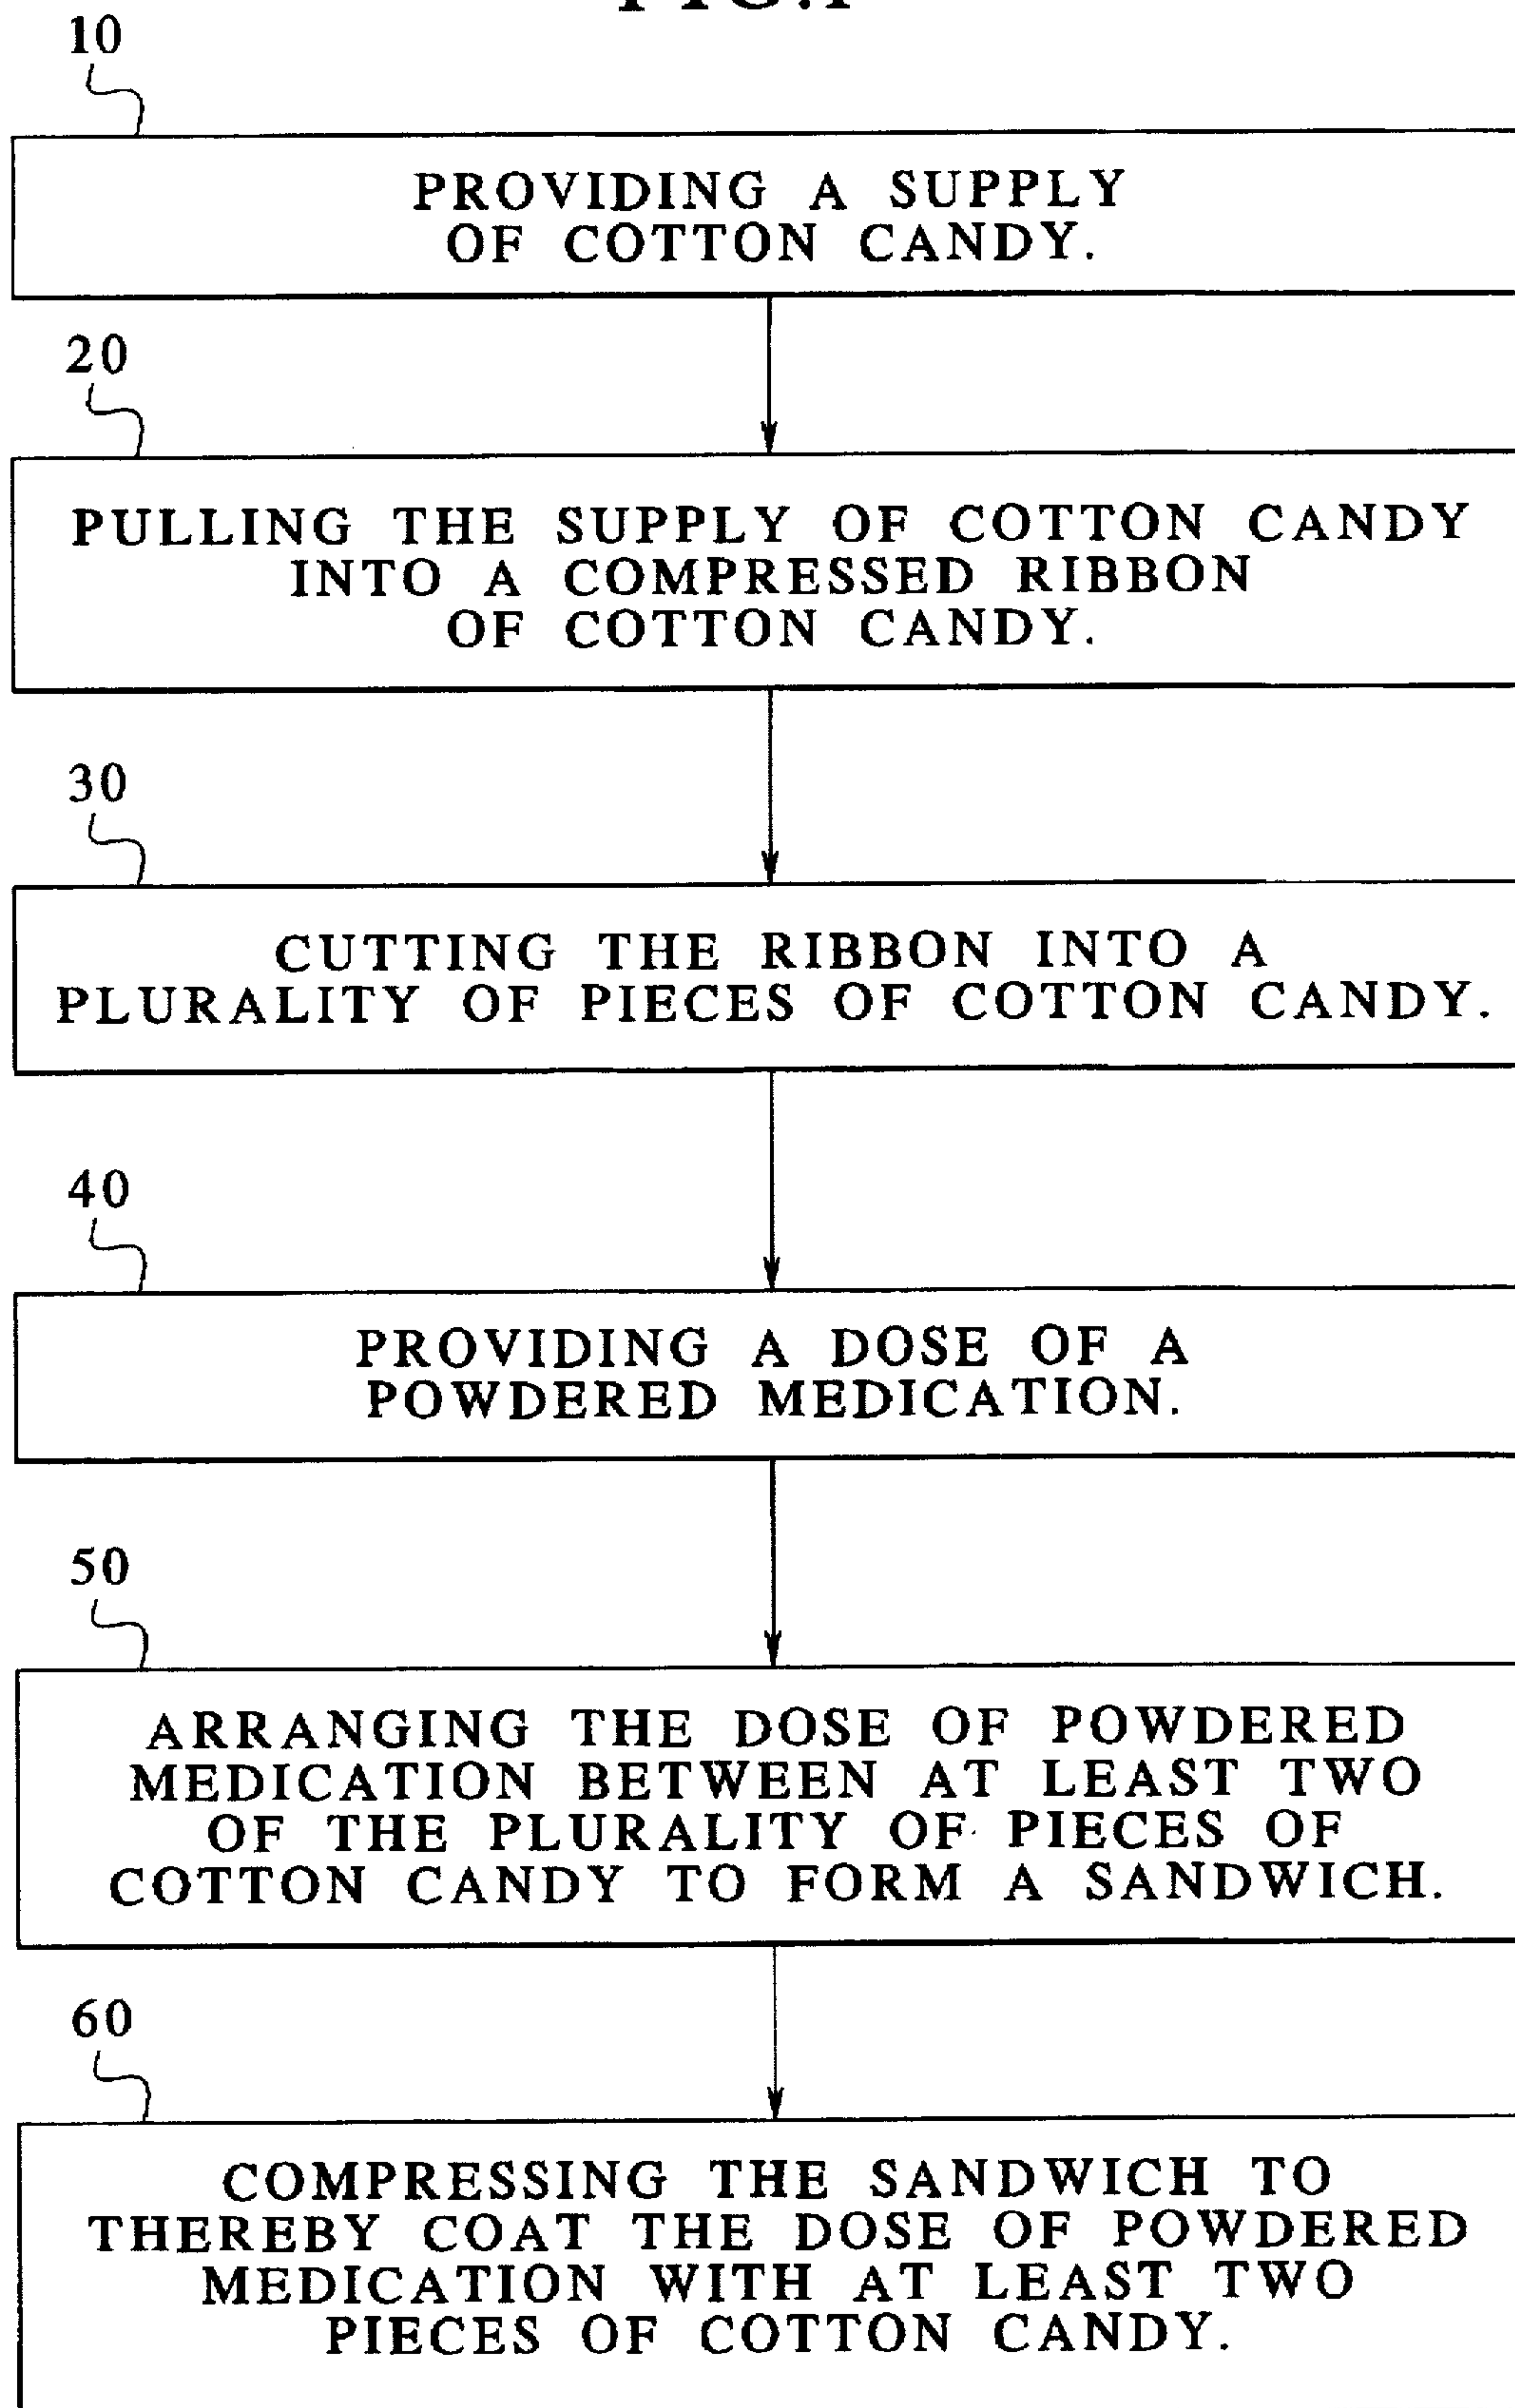 FIG.1
10
PROVIDING A SUPPLY
OF COTTON CANDY.
20
PULLING THE SUPPLY OF COTTON CANDY
INTO A COMPRESSED RIBBON
OF COTTON CANDY.
30
CUTTING THE RIBBON INTO A
PLURALITY OF PIECES OF COTTON CANDY.
40
PROVIDING A DOSE OF A
POWDERED MEDICATION.
50
ARRANGING THE DOSE OF POWDERED
MEDICATION BETWEEN AT LEAST TWO
OF THE PLURALITY OF PIECES OF
COTTON CANDY TO FORM A SANDWICH.
60
COMPRESSING THE SANDWICH TO
THEREBY COAT THE DOSE OF POWDERED
MEDICATION WITH AT LEAST TWO
PIECES OF COTTON CANDY.